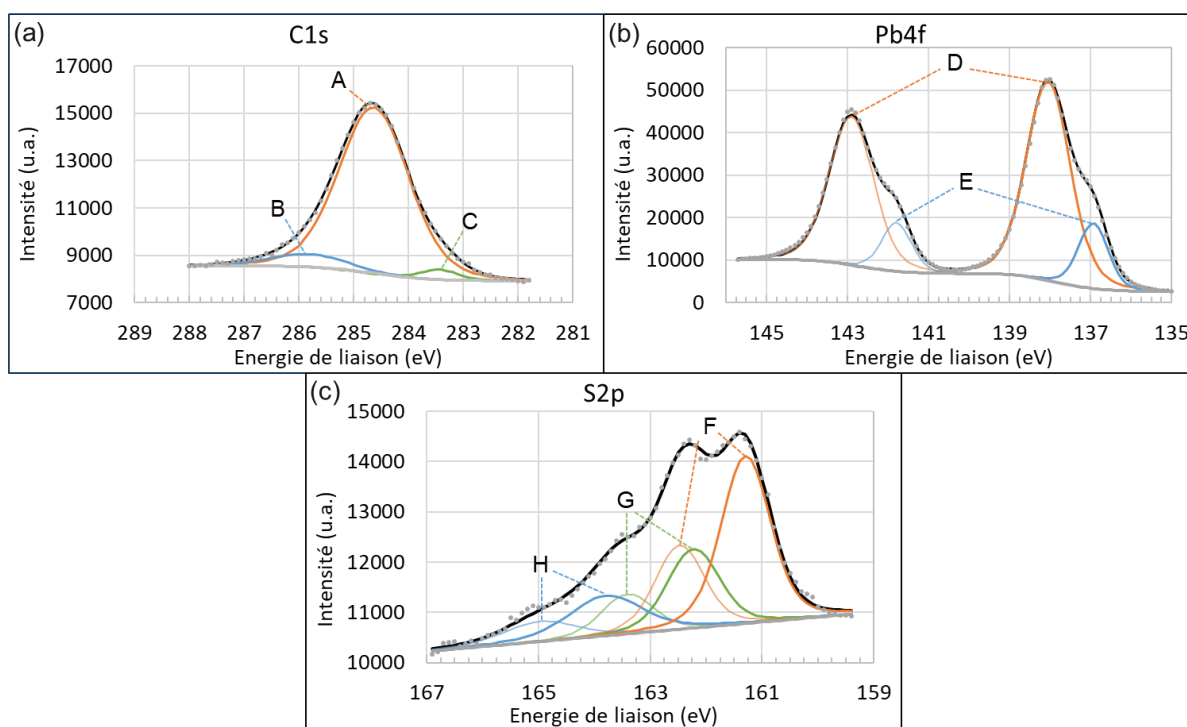 (a)
C1s
Intensité (u.a.)
17000
15000
13000
11000
9000
7000
A
B
C
289 288 287 286 285 284 283 282 281
Energie de liaison (eV)
(b)
Pb4f
Intensité (u.a.)
60000
50000
40000
30000
20000
10000
0
D
E
145 143 141 139 137 135
Energie de liaison (eV)
(c)
S2p
Intensité (u.a.)
15000
14000
13000
12000
11000
10000
F
G
H
167 165 163 161 159
Energie de liaison (eV)